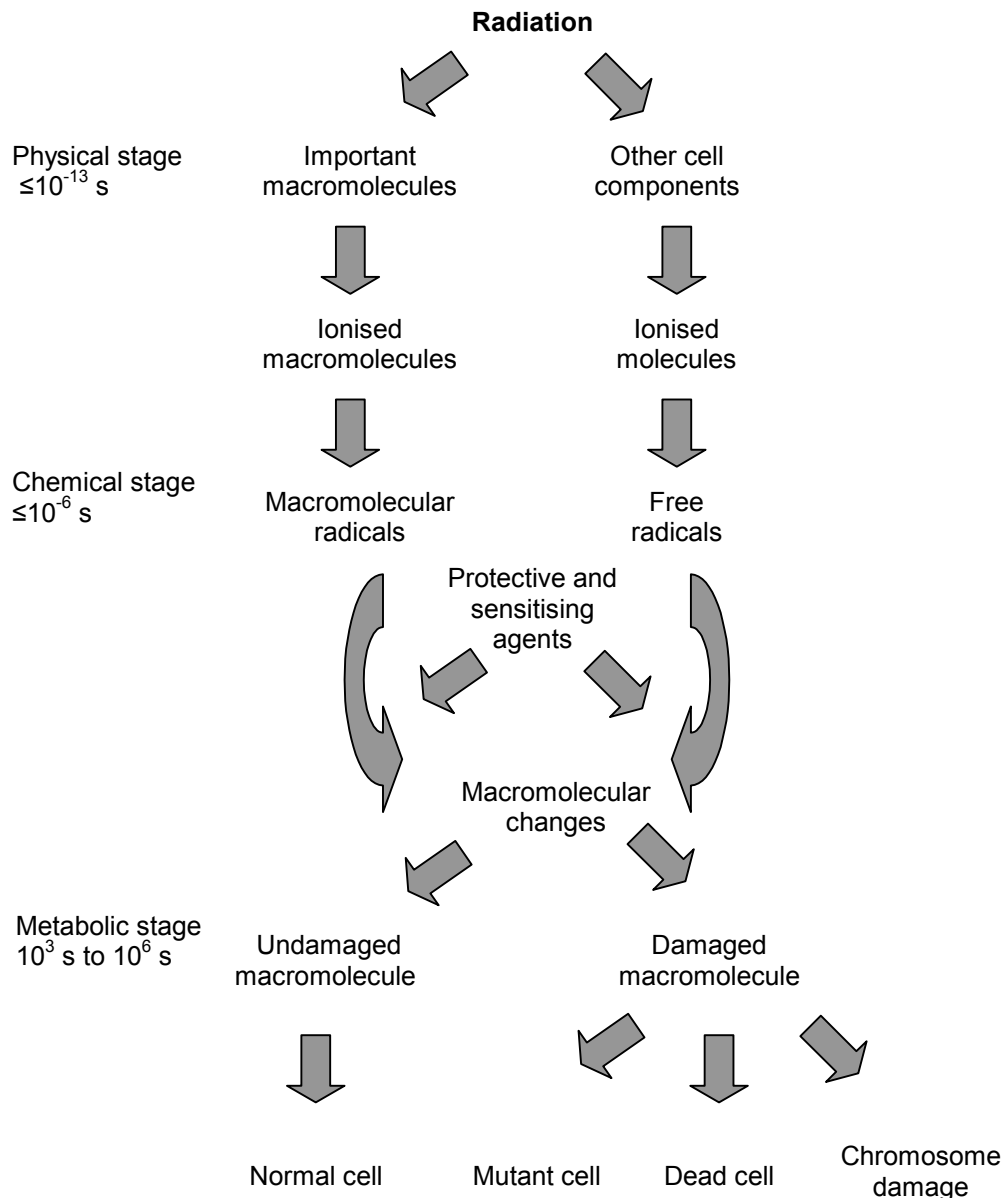 Radiation
Physical stage
≤10⁻¹³ s
Important
macromolecules
Other cell
components
Ionised
macromolecules
Ionised
molecules
Chemical stage
≤10⁻⁶ s
Macromolecular
radicals
Free
radicals
Protective and
sensitising
agents
Macromolecular
changes
Metabolic stage
10³ s to 10⁶ s
Undamaged
macromolecule
Damaged
macromolecule
Normal cell
Mutant cell
Dead cell
Chromosome
damage